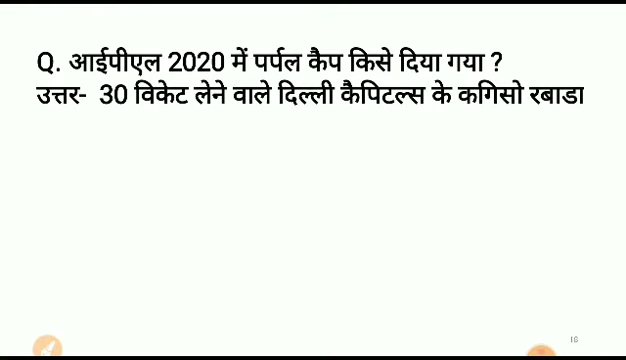 Q. आईपीएल 2020 में पर्पल कैप किसे दिया गया ?
उत्तर- 30 विकेट लेने वाले दिल्ली कैपिटल्स के कगिसो रबाडा